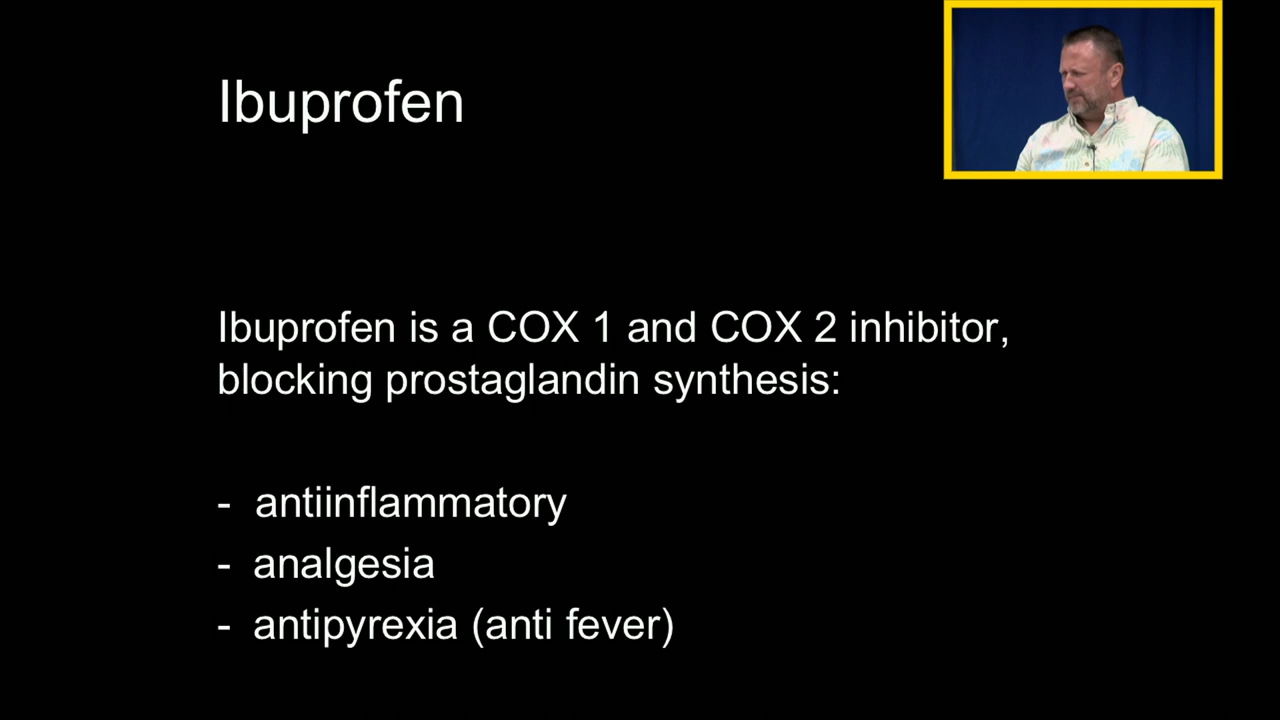 Ibuprofen
Ibuprofen is a COX 1 and COX 2 inhibitor,
blocking prostaglandin synthesis:
- antiinflammatory
- analgesia
- antipyrexia (anti fever)